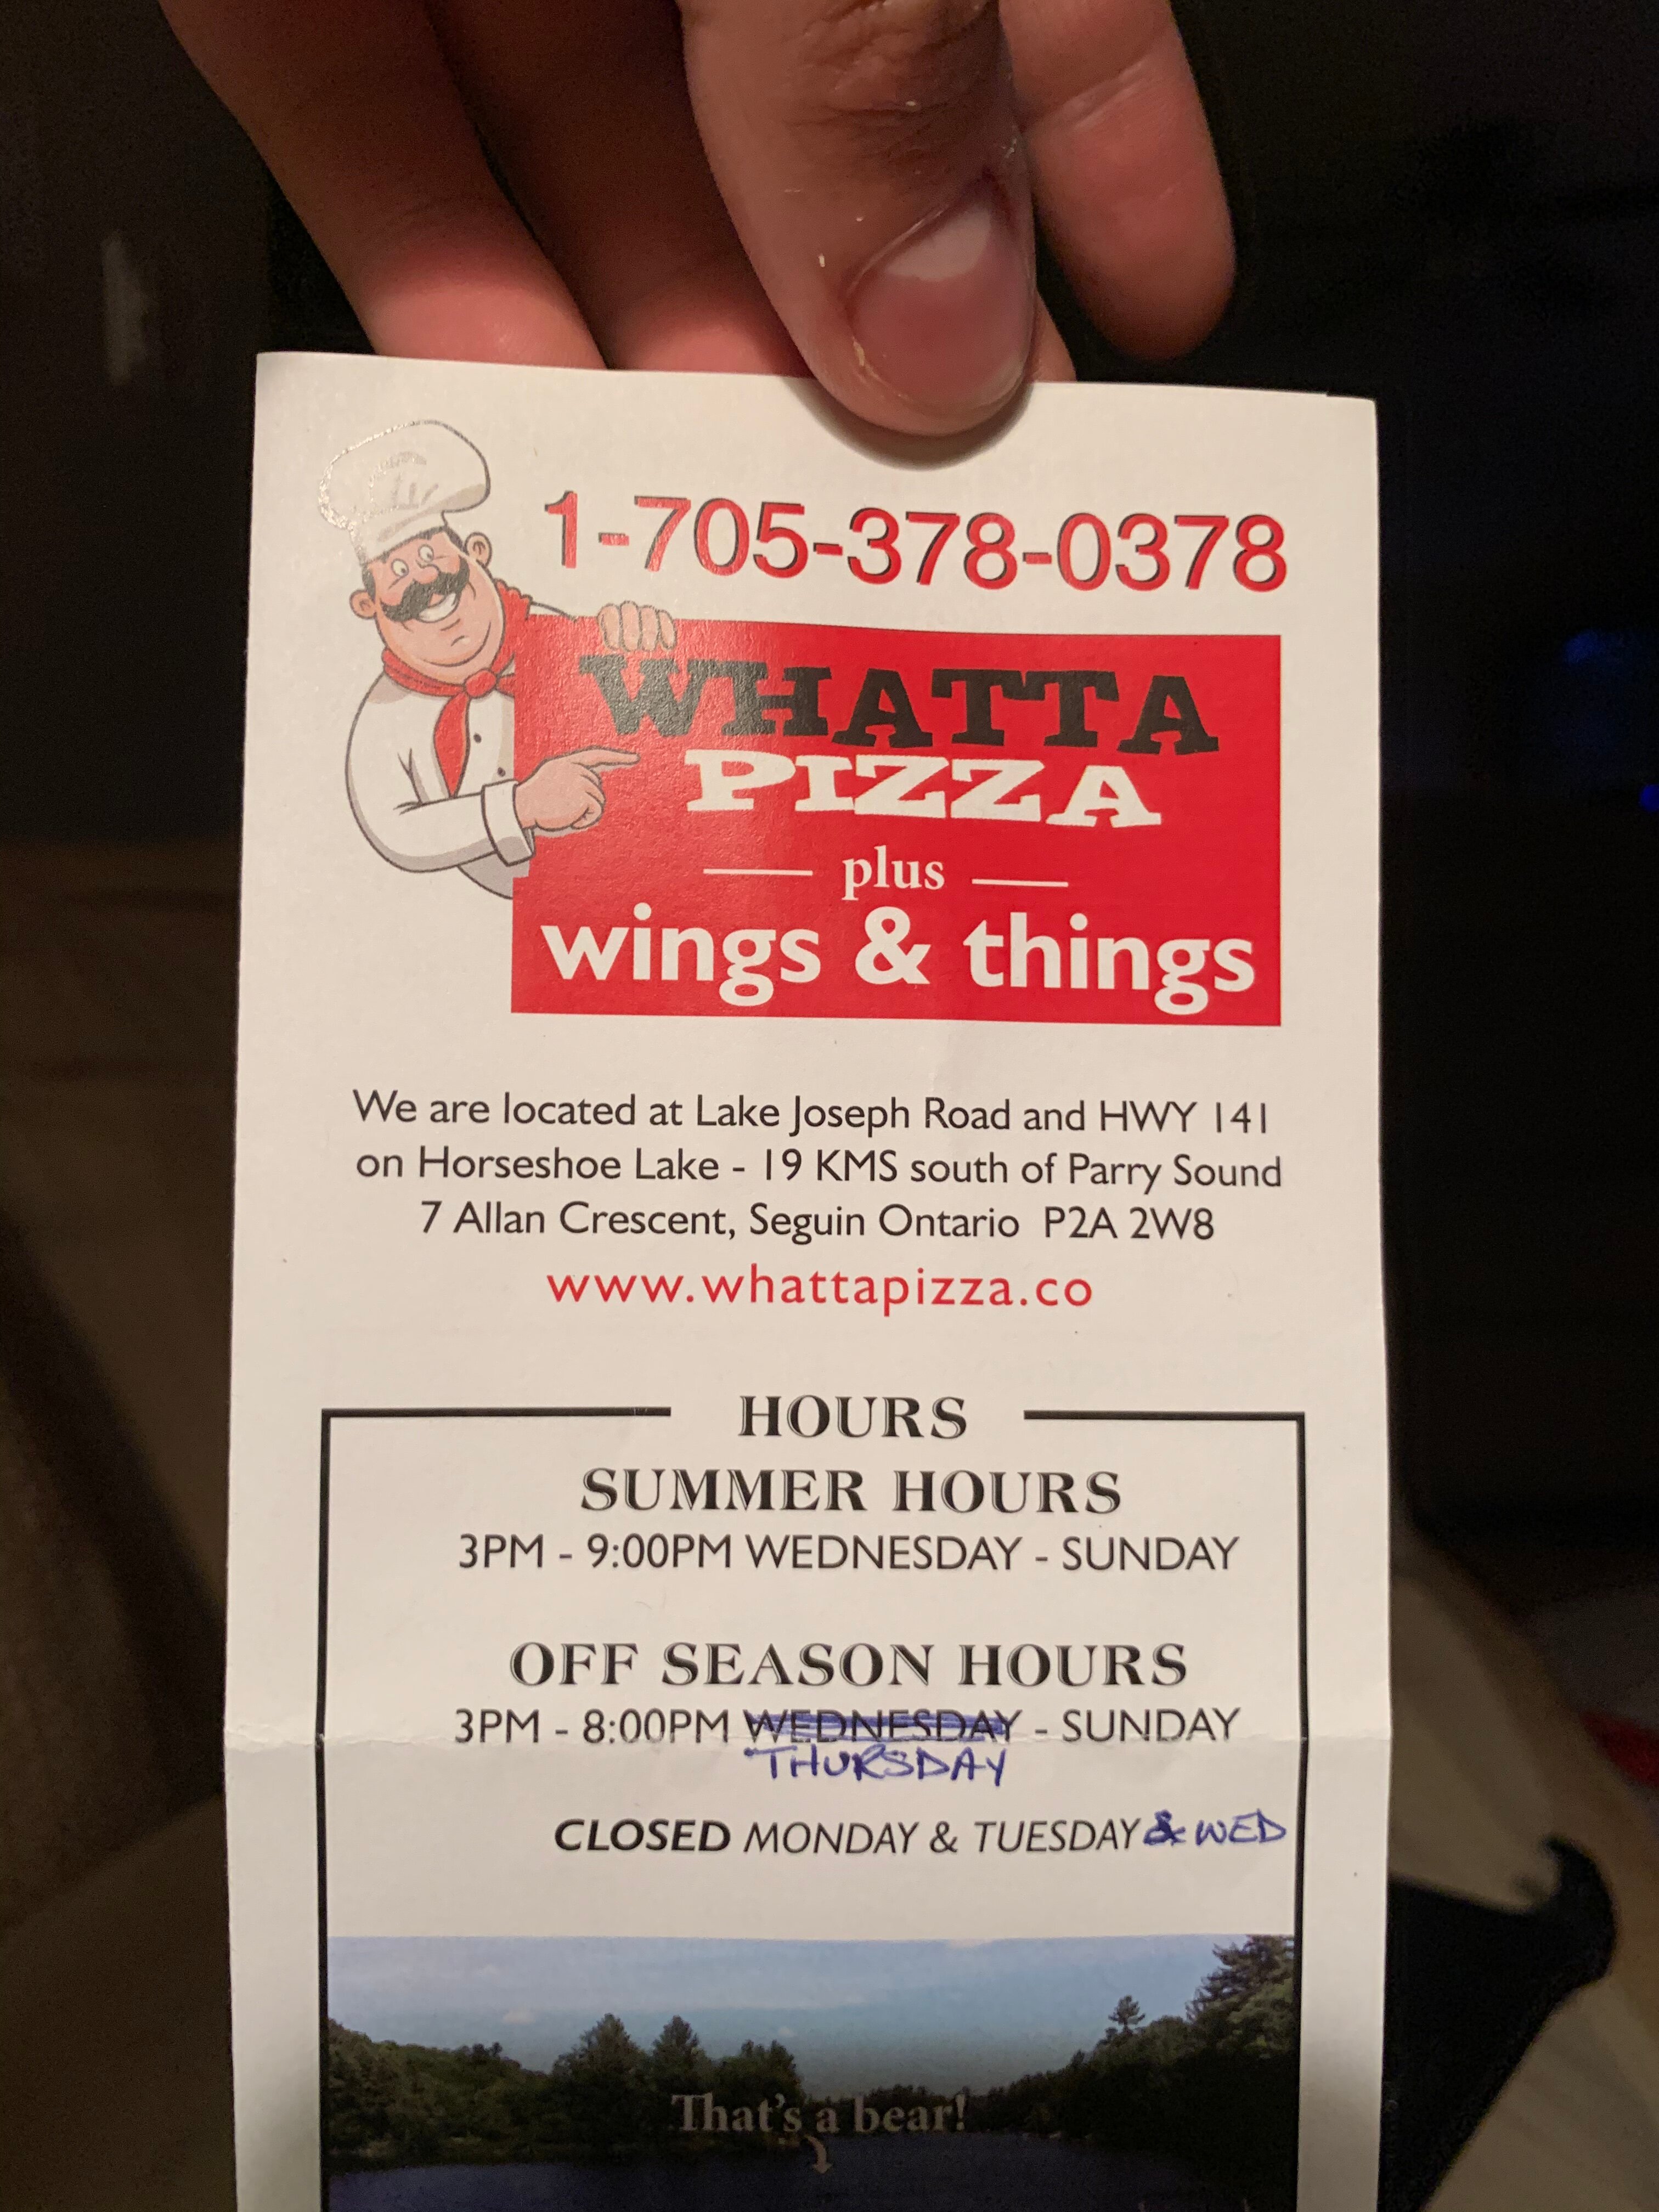 1-705-378-0378
WHATTA
PIZZA
plus
wings & things
We are located at Lake Joseph Road and HWY 141
on Horseshoe Lake - 19 KMS south of Parry Sound
7 Allan Crescent, Seguin Ontario P2A 2W8
www.whattapizza.co
HOURS
SUMMER HOURS
3PM - 9:00PM WEDNESDAY - SUNDAY
OFF SEASON HOURS
3PM - 8:00PM WEDNESDAY - SUNDAY
THURSDAY
CLOSED MONDAY & TUESDAY & WED
That's a bear!